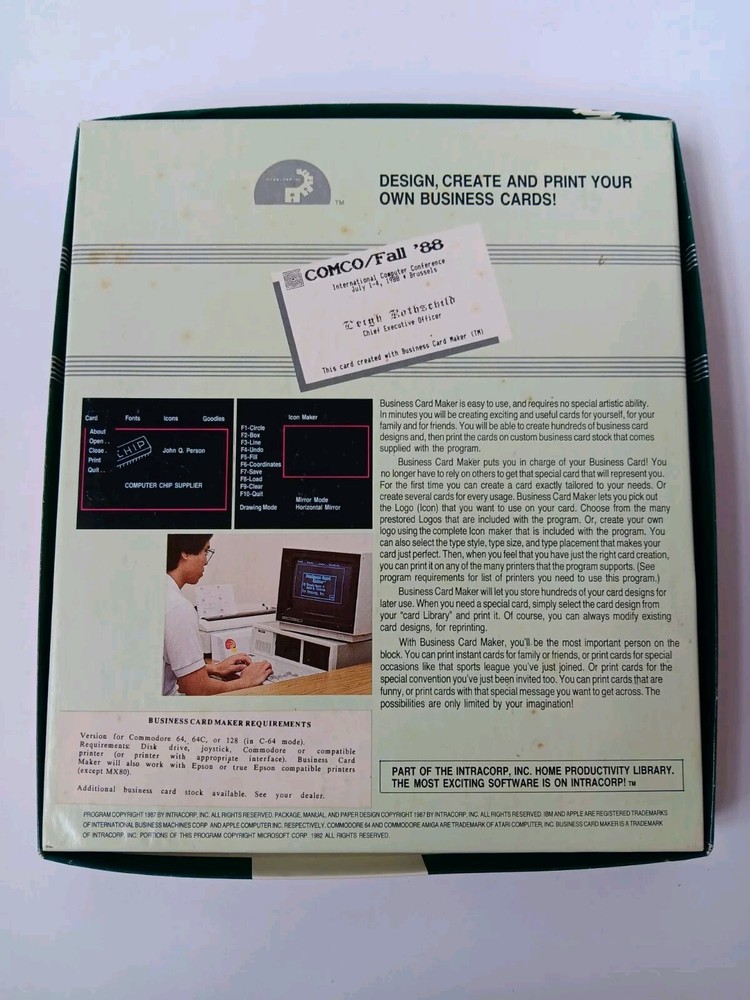 TM
DESIGN, CREATE AND PRINT YOUR
OWN BUSINESS CARDS!
COMCO/Fall '88
International Computer Conference
July 1-4, 1988 * Brussels
Leigh Rothschild
Chief Executive Officer
This card created with Business Card Maker (TM)
Card Fonts Icons Goodies
About
Open..
Close.
Print
Quit..
CHIP
John Q. Person
COMPUTER CHIP SUPPLIER
Icon Maker
F1-Circle
F2-Box
F3-Line
F4-Undo
F5-Fill
F6-Coordinates
F7-Save
F8-Load
F9-Clear
F10-Quit
Mirror Mode
Drawing Mode Horizontal Mirror
Business Card Maker is easy to use, and requires no special artistic ability.
In minutes you will be creating exciting and useful cards for yourself, for your
family and for friends. You will be able to create hundreds of business card
designs and, then print the cards on custom business card stock that comes
supplied with the program.
Business Card Maker puts you in charge of your Business Card! You
no longer have to rely on others to get that special card that will represent you.
For the first time you can create a card exactly tailored to your needs. Or
create several cards for every usage. Business Card Maker lets you pick out
the Logo (Icon) that you want to use on your card. Choose from the many
prestored Logos that are included with the program. Or, create your own
logo using the complete Icon maker that is included with the program. You
can also select the type style, type size, and type placement that makes your
card just perfect. Then, when you feel that you have just the right card creation,
you can print it on any of the many printers that the program supports. (See
program requirements for list of printers you need to use this program.)
Business Card Maker will let you store hundreds of your card designs for
later use. When you need a special card, simply select the card design from
your "card Library" and print it. Of course, you can always modify existing
card designs, for reprinting.
With Business Card Maker, you'll be the most important person on the
block. You can print instant cards for family or friends, or print cards for special
occasions like that sports league you've just joined. Or print cards for the
special convention you've just been invited too. You can print cards that are
funny, or print cards with that special message you want to get across. The
possibilities are only limited by your imagination!
BUSINESS CARD MAKER REQUIREMENTS
Version for Commodore 64, 64C, or 128 (in C-64 mode).
Requirements: Disk drive, joystick, Commodore or compatible
printer (or printer with appropriate interface). Business Card
Maker will also work with Epson or true Epson compatible printers
(except MX80).
Additional business card stock available. See your dealer.
PART OF THE INTRACORP, INC. HOME PRODUCTIVITY LIBRARY.
THE MOST EXCITING SOFTWARE IS ON INTRACORP! TM
PROGRAM COPYRIGHT 1987 BY INTRACORP, INC. ALL RIGHTS RESERVED. PACKAGE, MANUAL, AND PAPER DESIGN COPYRIGHT 1987 BY INTRACORP, INC. ALL RIGHTS RESERVED. IBM AND APPLE ARE REGISTERED TRADEMARKS
OF INTERNATIONAL BUSINESS MACHINES CORP. AND APPLE COMPUTER INC. RESPECTIVELY. COMMODORE 64 AND COMMODORE AMIGA ARE TRADEMARK OF ATARI COMPUTER, INC. BUSINESS CARD MAKER IS A TRADEMARK
OF INTRACORP. INC. PORTIONS OF THIS PROGRAM COPYRIGHT MICROSOFT CORP. 1982 ALL RIGHTS RESERVED.